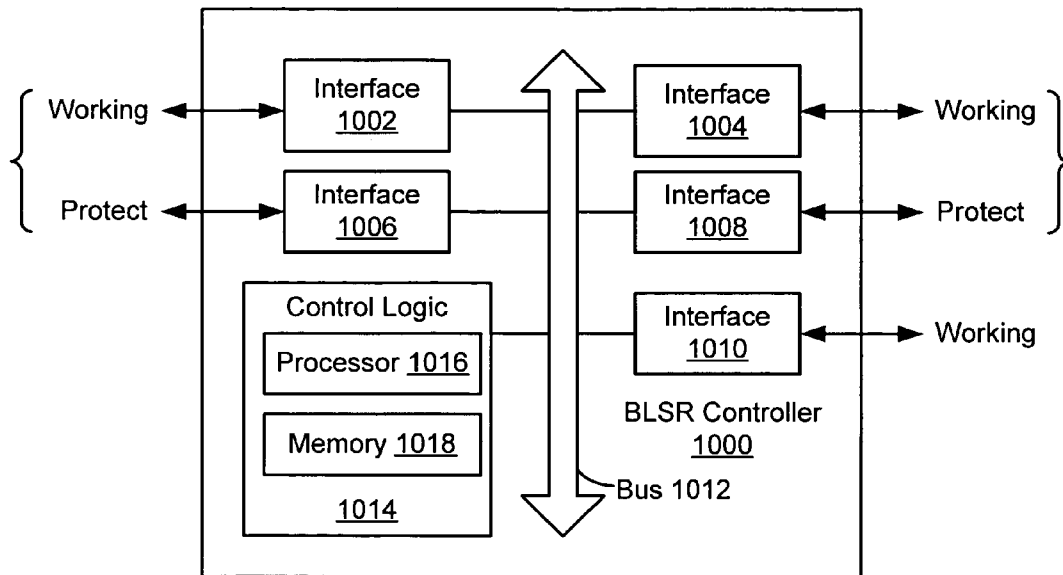 Working
Interface
1002
Interface
1004
Working
Protect
Interface
1006
Interface
1008
Protect
Control Logic
Processor 1016
Memory 1018
1014
Interface
1010
Working
BLSR Controller
1000
Bus 1012